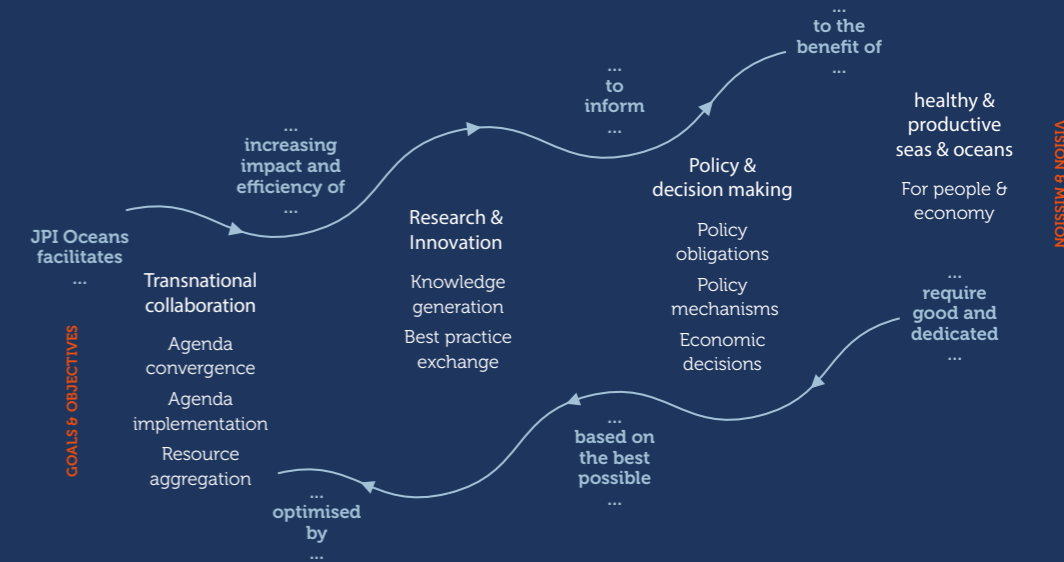 JPI Oceans
facilitates
...
Transnational
collaboration
Agenda
convergence
Agenda
implementation
Resource
aggregation
...
increasing
impact and
efficiency of
...
Research &
Innovation
Knowledge
generation
Best practice
exchange
...
to
inform
...
Policy &
decision making
Policy
obligations
Policy
mechanisms
Economic
decisions
...
to the
benefit of
...
healthy &
productive
seas & oceans
For people &
economy
...
require
good and
dedicated
...
...
based on
the best
possible
...
...
optimised
by
...
GOALS & OBJECTIVES
VISION & MISSION